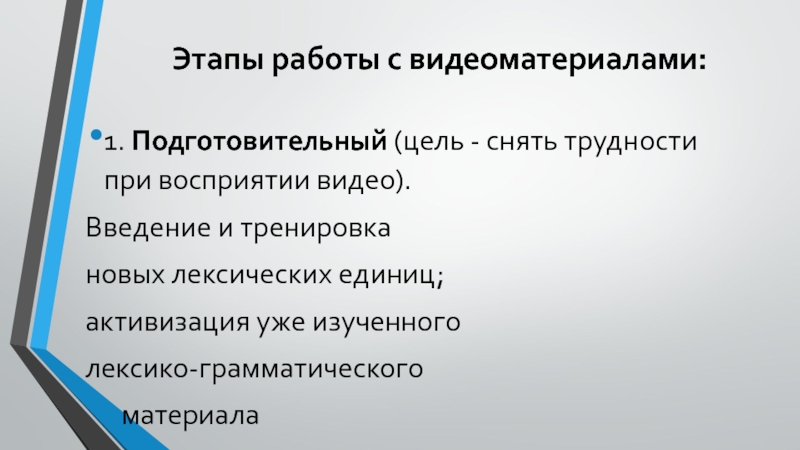 Этапы работы с видеоматериалами:
• 1. Подготовительный (цель - снять трудности
при восприятии видео).
Введение и тренировка
новых лексических единиц;
активизация уже изученного
лексико-грамматического
материала